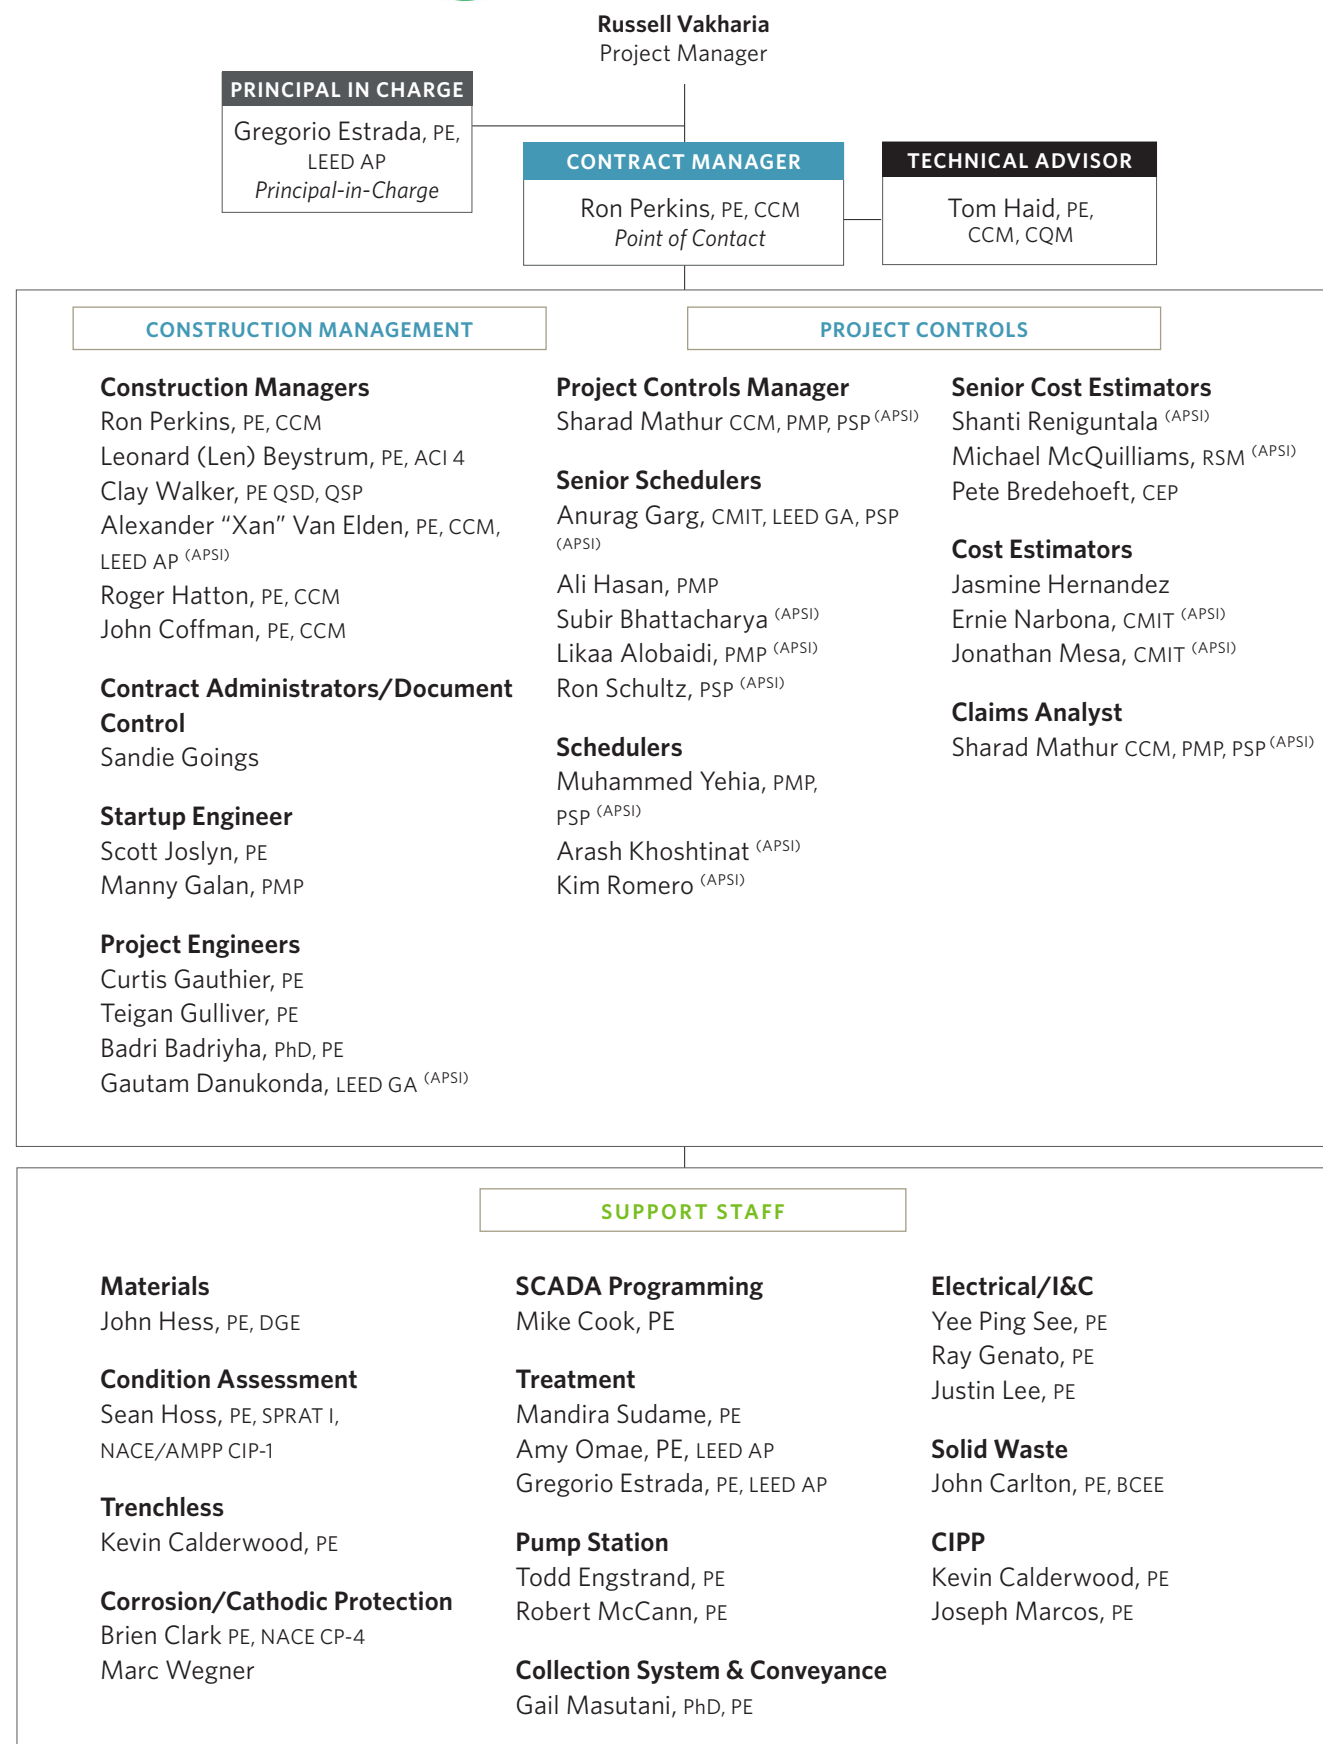 Russell Vakharia
Project Manager
PRINCIPAL IN CHARGE
Gregorio Estrada, PE,
LEED AP
Principal-in-Charge
CONTRACT MANAGER
Ron Perkins, PE, CCM
Point of Contact
TECHNICAL ADVISOR
Tom Haid, PE,
CCM, CQM
CONSTRUCTION MANAGEMENT
Construction Managers
Ron Perkins, PE, CCM
Leonard (Len) Beystrum, PE, ACI 4
Clay Walker, PE QSD, QSP
Alexander “Xan” Van Elden, PE, CCM,
LEED AP (APSI)
Roger Hatton, PE, CCM
John Coffman, PE, CCM
Contract Administrators/Document
Control
Sandie Goings
Startup Engineer
Scott Joslyn, PE
Manny Galan, PMP
Project Engineers
Curtis Gauthier, PE
Teigan Gulliver, PE
Badri Badriyha, PhD, PE
Gautam Danukonda, LEED GA (APSI)
PROJECT CONTROLS
Project Controls Manager
Sharad Mathur CCM, PMP, PSP (APSI)
Senior Schedulers
Anurag Garg, CMIT, LEED GA, PSP
(APSI)
Ali Hasan, PMP
Subir Bhattacharya (APSI)
Likaa Alobaidi, PMP (APSI)
Ron Schultz, PSP (APSI)
Schedulers
Muhammed Yehia, PMP,
PSP (APSI)
Arash Khoshtinat (APSI)
Kim Romero (APSI)
Senior Cost Estimators
Shanti Reniguntala (APSI)
Michael McQuilliams, RSM (APSI)
Pete Bredehoeft, CEP
Cost Estimators
Jasmine Hernandez
Ernie Narbona, CMIT (APSI)
Jonathan Mesa, CMIT (APSI)
Claims Analyst
Sharad Mathur CCM, PMP, PSP (APSI)
SUPPORT STAFF
Materials
John Hess, PE, DGE
Condition Assessment
Sean Hoss, PE, SPRAT I,
NACE/AMPP CIP-1
Trenchless
Kevin Calderwood, PE
Corrosion/Cathodic Protection
Brien Clark PE, NACE CP-4
Marc Wegner
SCADA Programming
Mike Cook, PE
Treatment
Mandira Sudame, PE
Amy Omae, PE, LEED AP
Gregorio Estrada, PE, LEED AP
Pump Station
Todd Engstrand, PE
Robert McCann, PE
Collection System & Conveyance
Gail Masutani, PhD, PE
Electrical/I&C
Yee Ping See, PE
Ray Genato, PE
Justin Lee, PE
Solid Waste
John Carlton, PE, BCEE
CIPP
Kevin Calderwood, PE
Joseph Marcos, PE